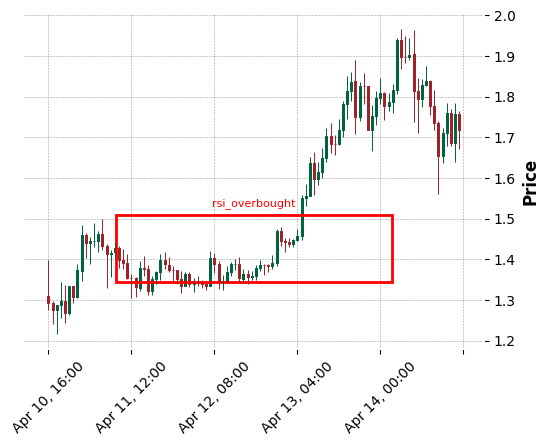 2.0
1.9
1.8
1.7
1.6
1.5
1.4
1.3
1.2
Price
rsi_overbought
Apr 10, 16:00
Apr 11, 12:00
Apr 12, 08:00
Apr 13, 04:00
Apr 14, 00:00